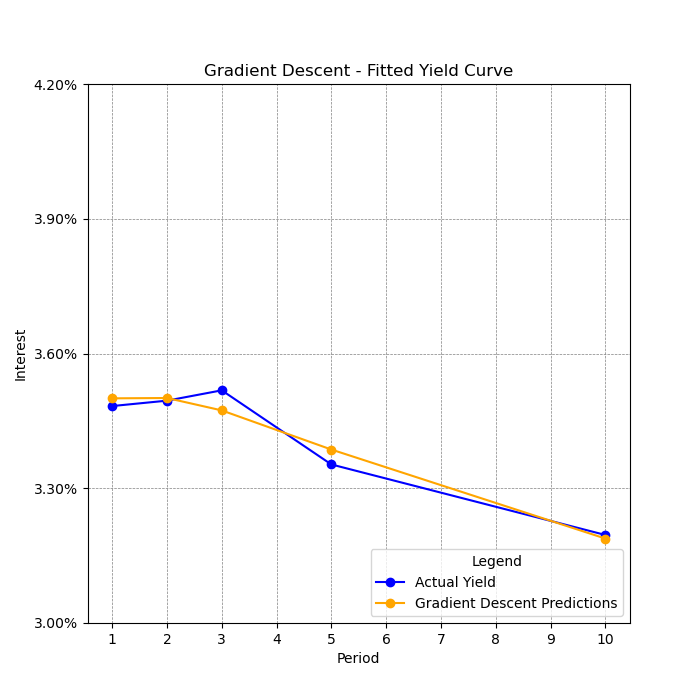 Gradient Descent - Fitted Yield Curve
4.20%
3.90%
3.60%
3.30%
3.00%
Interest
Legend
Actual Yield
Gradient Descent Predictions
1 2 3 4 5 6 7 8 9 10
Period